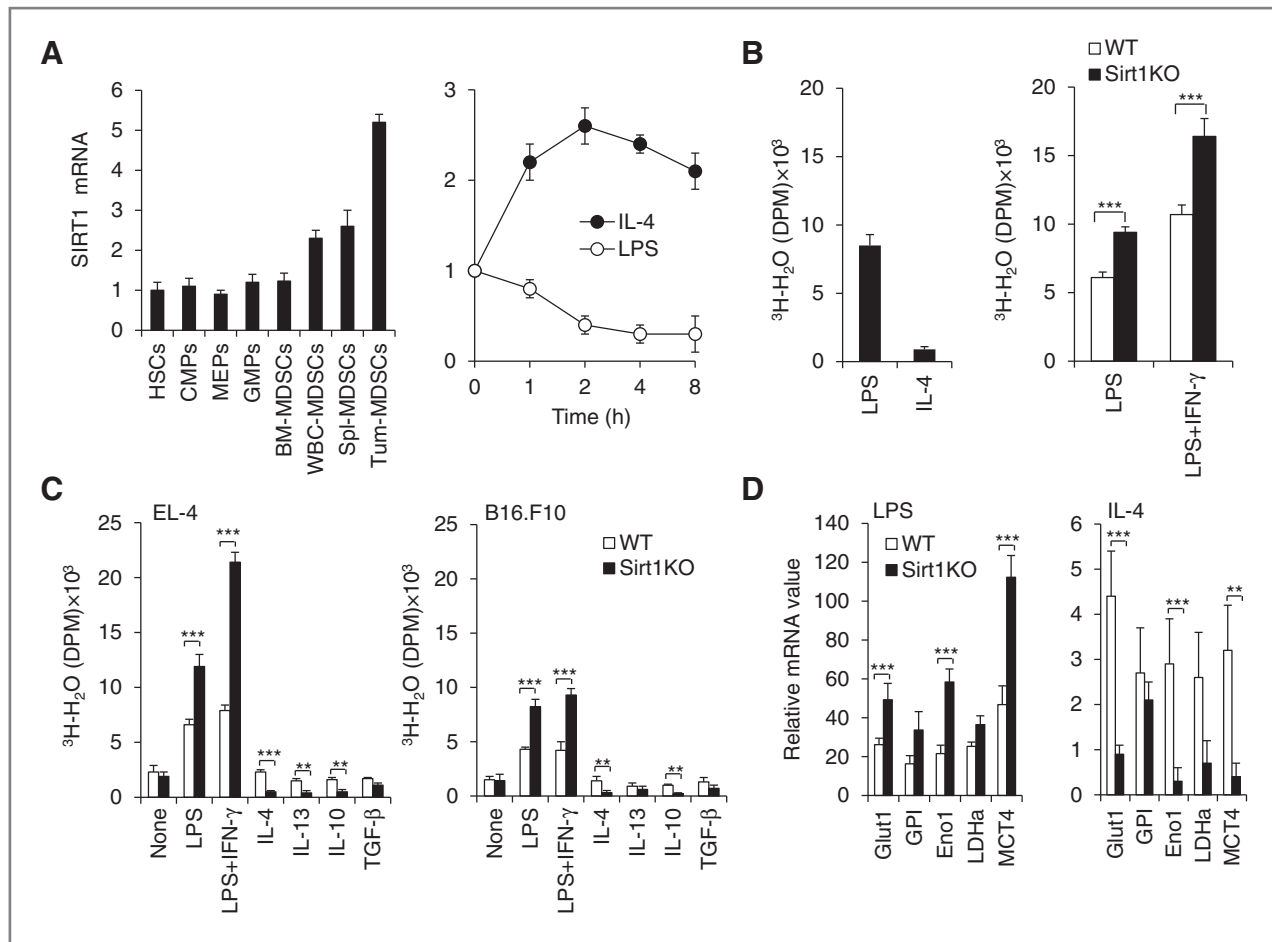 A
SIRT1 mRNA
6
5
4
3
2
1
0
HSCs
CMPs
MEPs
GMPs
BM-MDSCs
WBC-MDSCs
Spl-MDSCs
Tum-MDSCs
3
2
1
0
IL-4
LPS
0 1 2 4 8
Time (h)
B
³H-H₂O (DPM)×10³
20
15
10
5
0
LPS
IL-4
WT
Sirt1KO
³H-H₂O (DPM)×10³
20
15
10
5
0
***
***
LPS
LPS+IFN-γ
C
EL-4
³H-H₂O (DPM)×10³
25
20
15
10
5
0
***
***
***
**
**
None
LPS
LPS+IFN-γ
IL-4
IL-13
IL-10
TGF-β
B16.F10
WT
Sirt1KO
³H-H₂O (DPM)×10³
25
20
15
10
5
0
***
***
**
**
None
LPS
LPS+IFN-γ
IL-4
IL-13
IL-10
TGF-β
D
LPS
WT
Sirt1KO
Relative mRNA value
140
120
100
80
60
40
20
0
***
***
***
Glut1
GPI
Eno1
LDHa
MCT4
IL-4
6
5
4
3
2
1
0
***
***
**
Glut1
GPI
Eno1
LDHa
MCT4